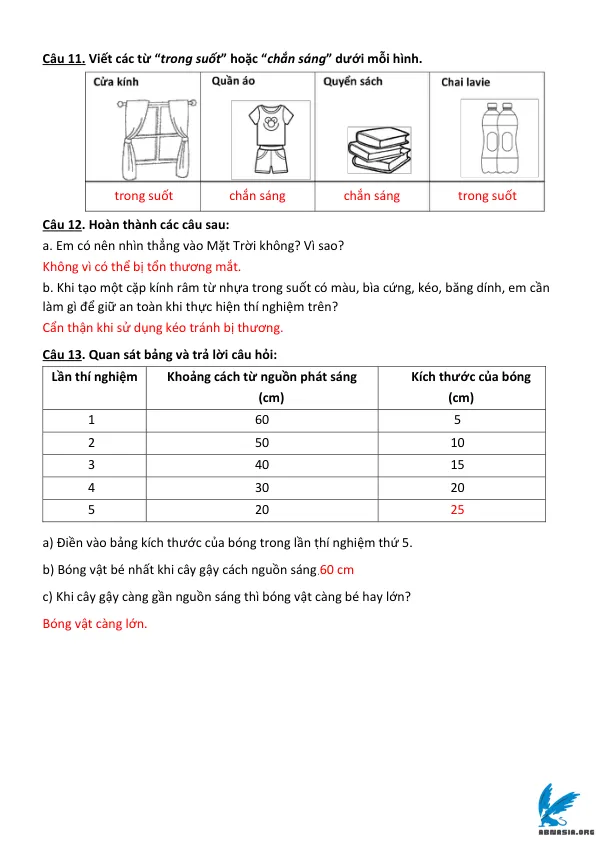 Câu 11. Viết các từ “trong suốt” hoặc “chắn sáng” dưới mỗi hình.
Cửa kính Quần áo Quyển sách Chai lavie
trong suốt chắn sáng chắn sáng trong suốt
Câu 12. Hoàn thành các câu sau:
a. Em có nên nhìn thẳng vào Mặt Trời không? Vì sao?
Không vì có thể bị tổn thương mắt.
b. Khi tạo một cặp kính râm từ nhựa trong suốt có màu, bìa cứng, kéo, băng dính, em cần
làm gì để giữ an toàn khi thực hiện thí nghiệm trên?
Cẩn thận khi sử dụng kéo tránh bị thương.
Câu 13. Quan sát bảng và trả lời câu hỏi:
Lần thí nghiệm Khoảng cách từ nguồn phát sáng Kích thước của bóng
(cm) (cm)
1 60 5
2 50 10
3 40 15
4 30 20
5 20 25
a) Điền vào bảng kích thước của bóng trong lần thí nghiệm thứ 5.
b) Bóng vật bé nhất khi cây gậy cách nguồn sáng 60 cm
c) Khi cây gậy càng gần nguồn sáng thì bóng vật càng bé hay lớn?
Bóng vật càng lớn.
ABNASIA.ORG